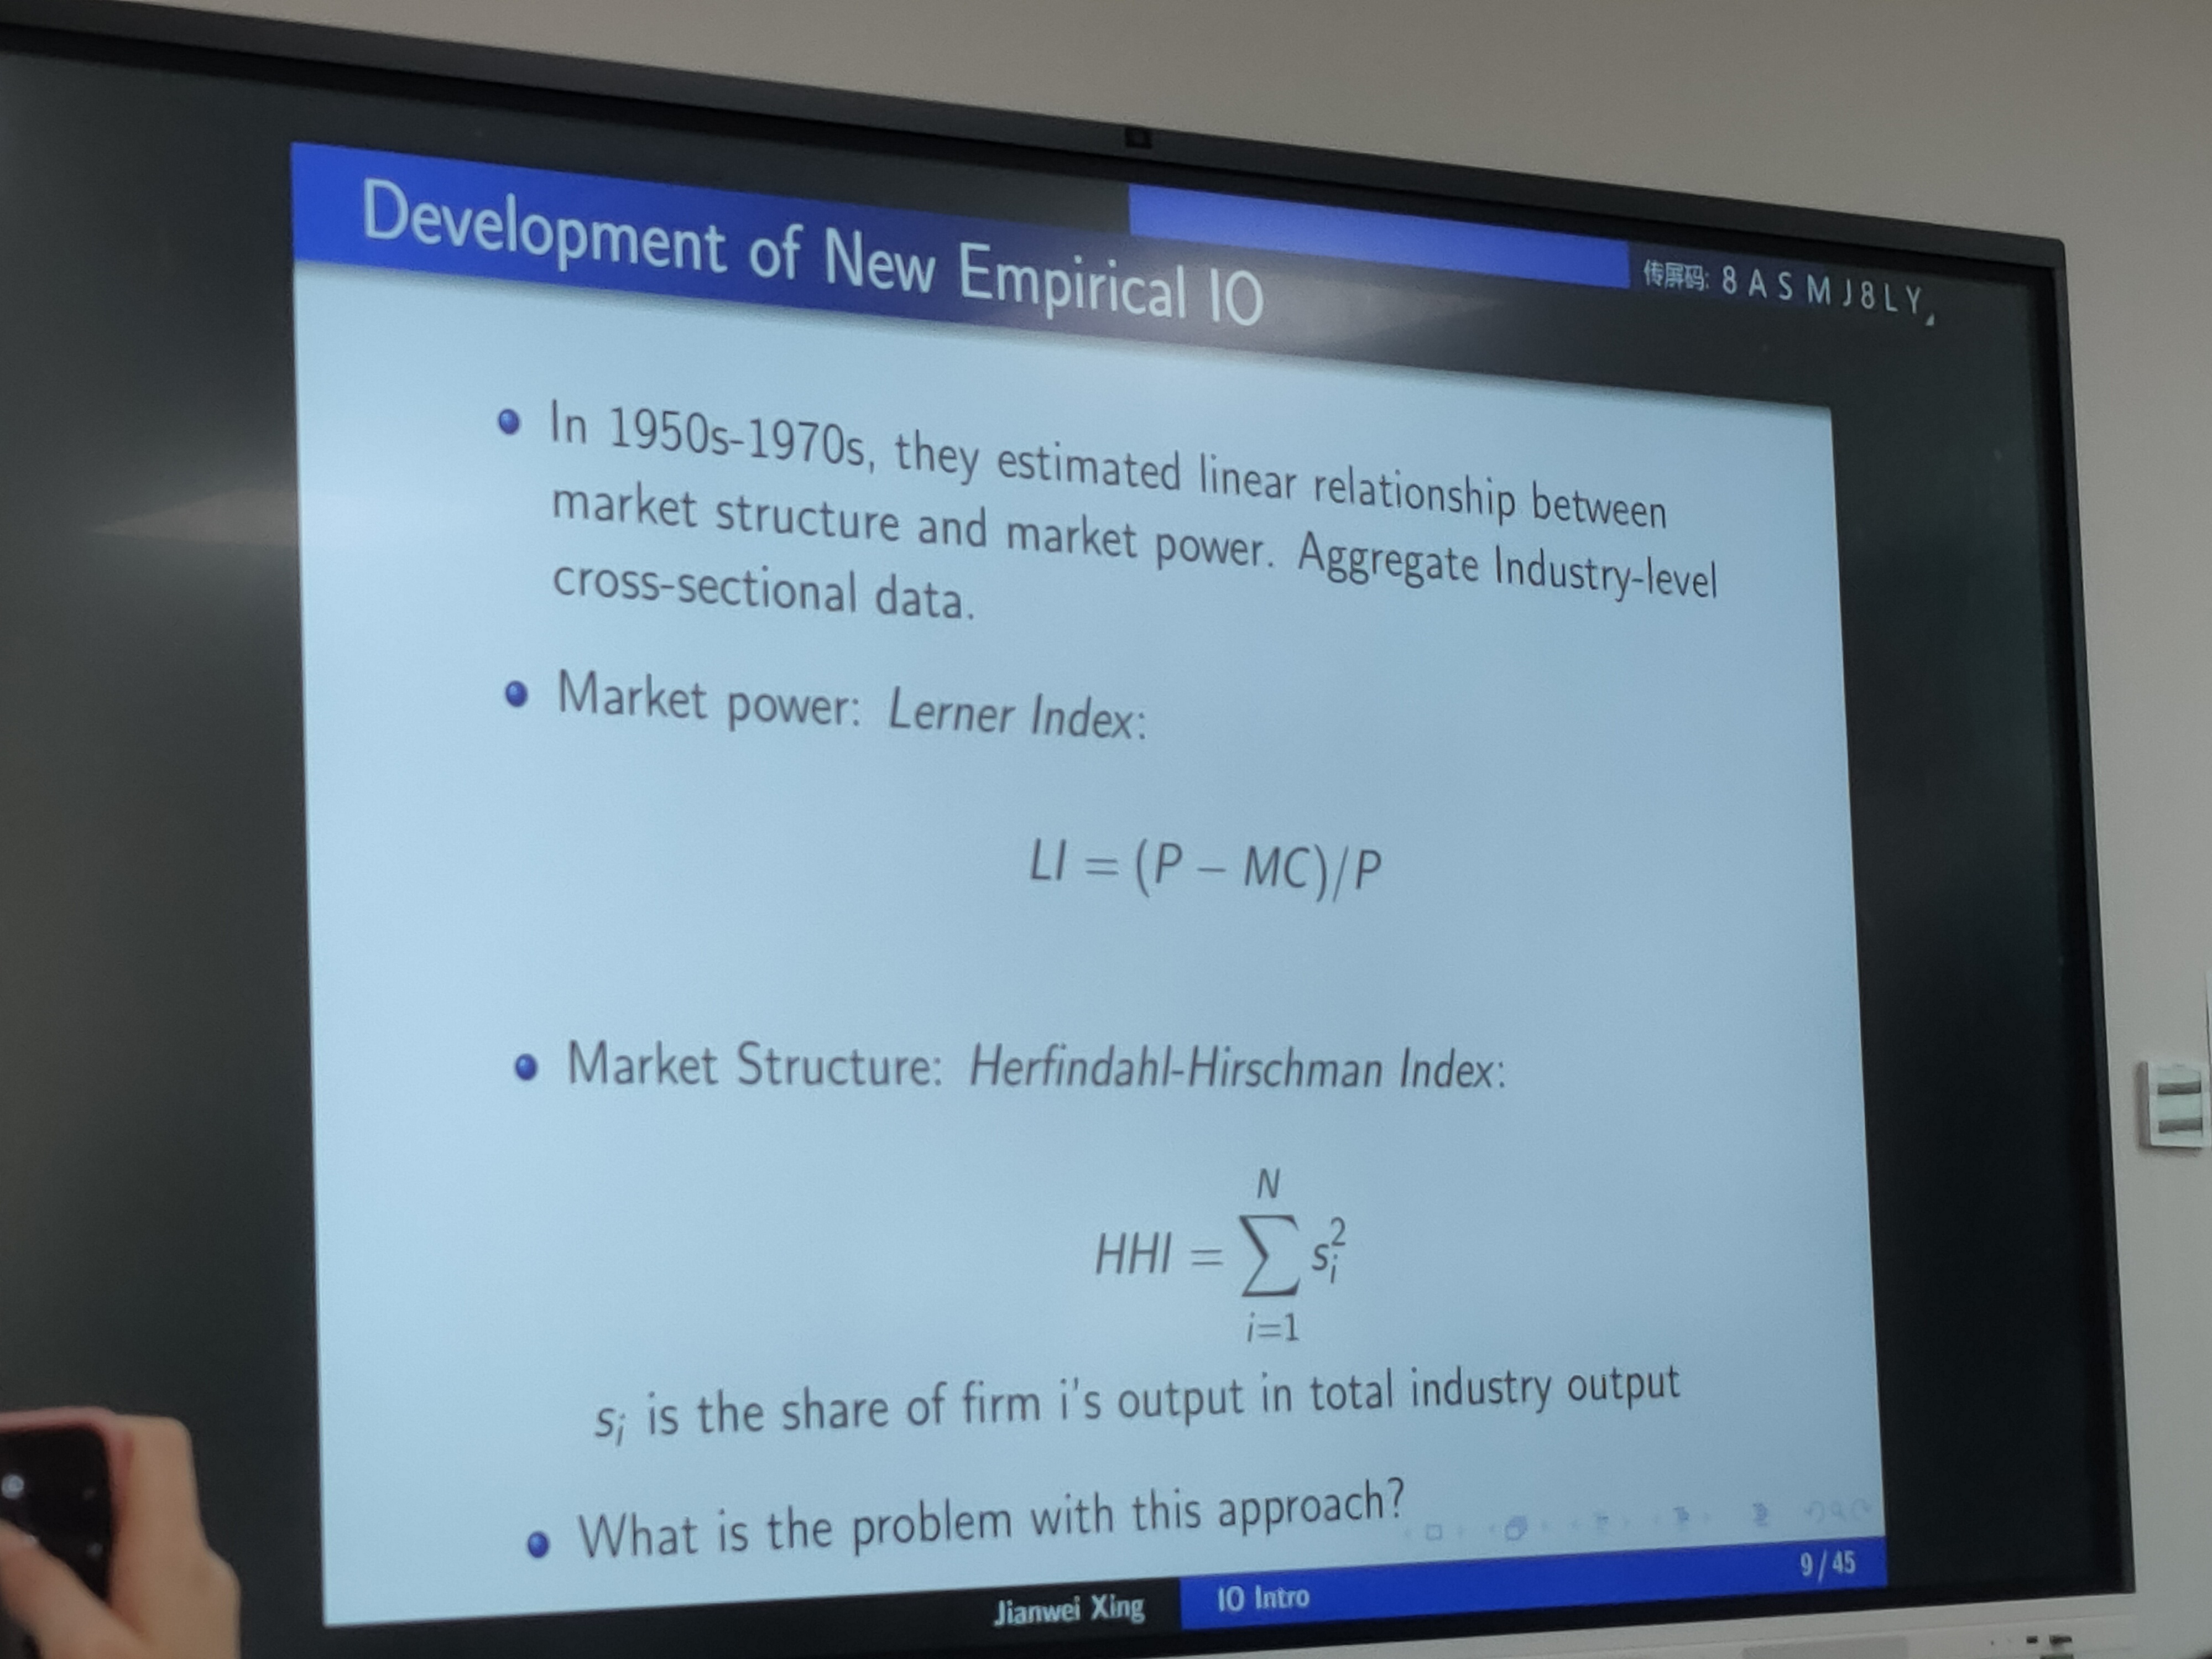 Development of New Empirical IO
传屏码: 8 A S M J 8 L Y
In 1950s-1970s, they estimated linear relationship between
market structure and market power. Aggregate Industry-level
cross-sectional data.
Market power: Lerner Index:
LI = (P − MC)/P
Market Structure: Herfindahl-Hirschman Index:
HHI = ∑_{i=1}^{N} s_i^2
s_i is the share of firm i's output in total industry output
What is the problem with this approach?
9 / 45
Jianwei Xing IO Intro